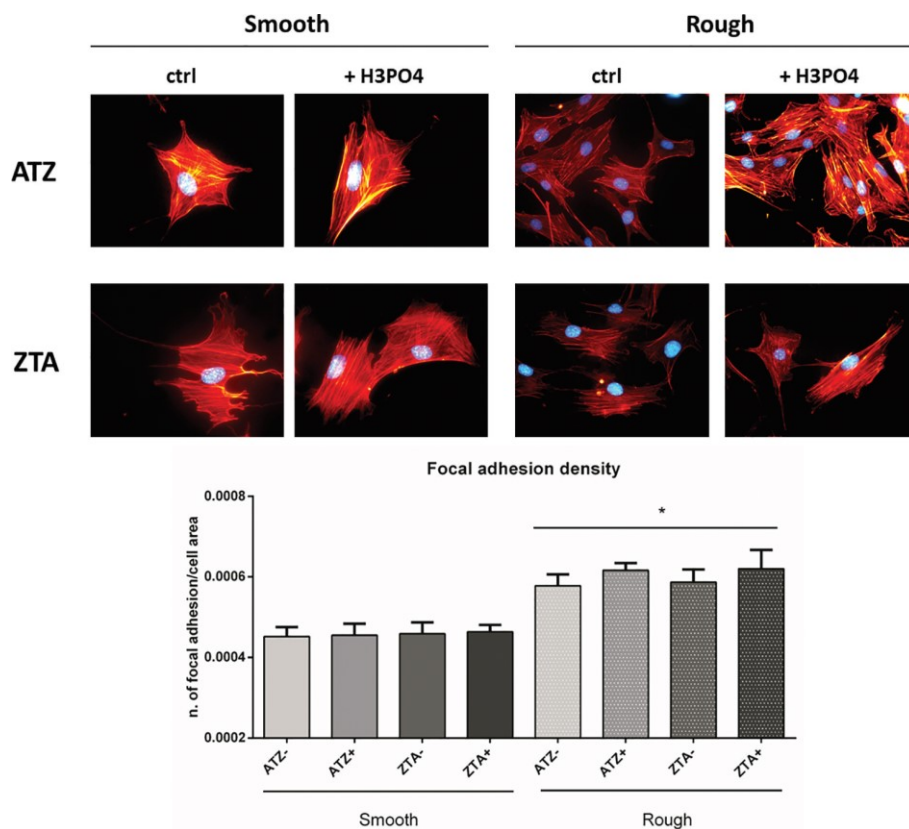 Smooth Rough
ctrl + H3PO4 ctrl + H3PO4
ATZ
ZTA
Focal adhesion density
n. of focal adhesion/cell area
0.0008
0.0006
0.0004
0.0002
*
ATZ- ATZ+ ZTA- ZTA+ ATZ- ATZ+ ZTA- ZTA+
Smooth Rough